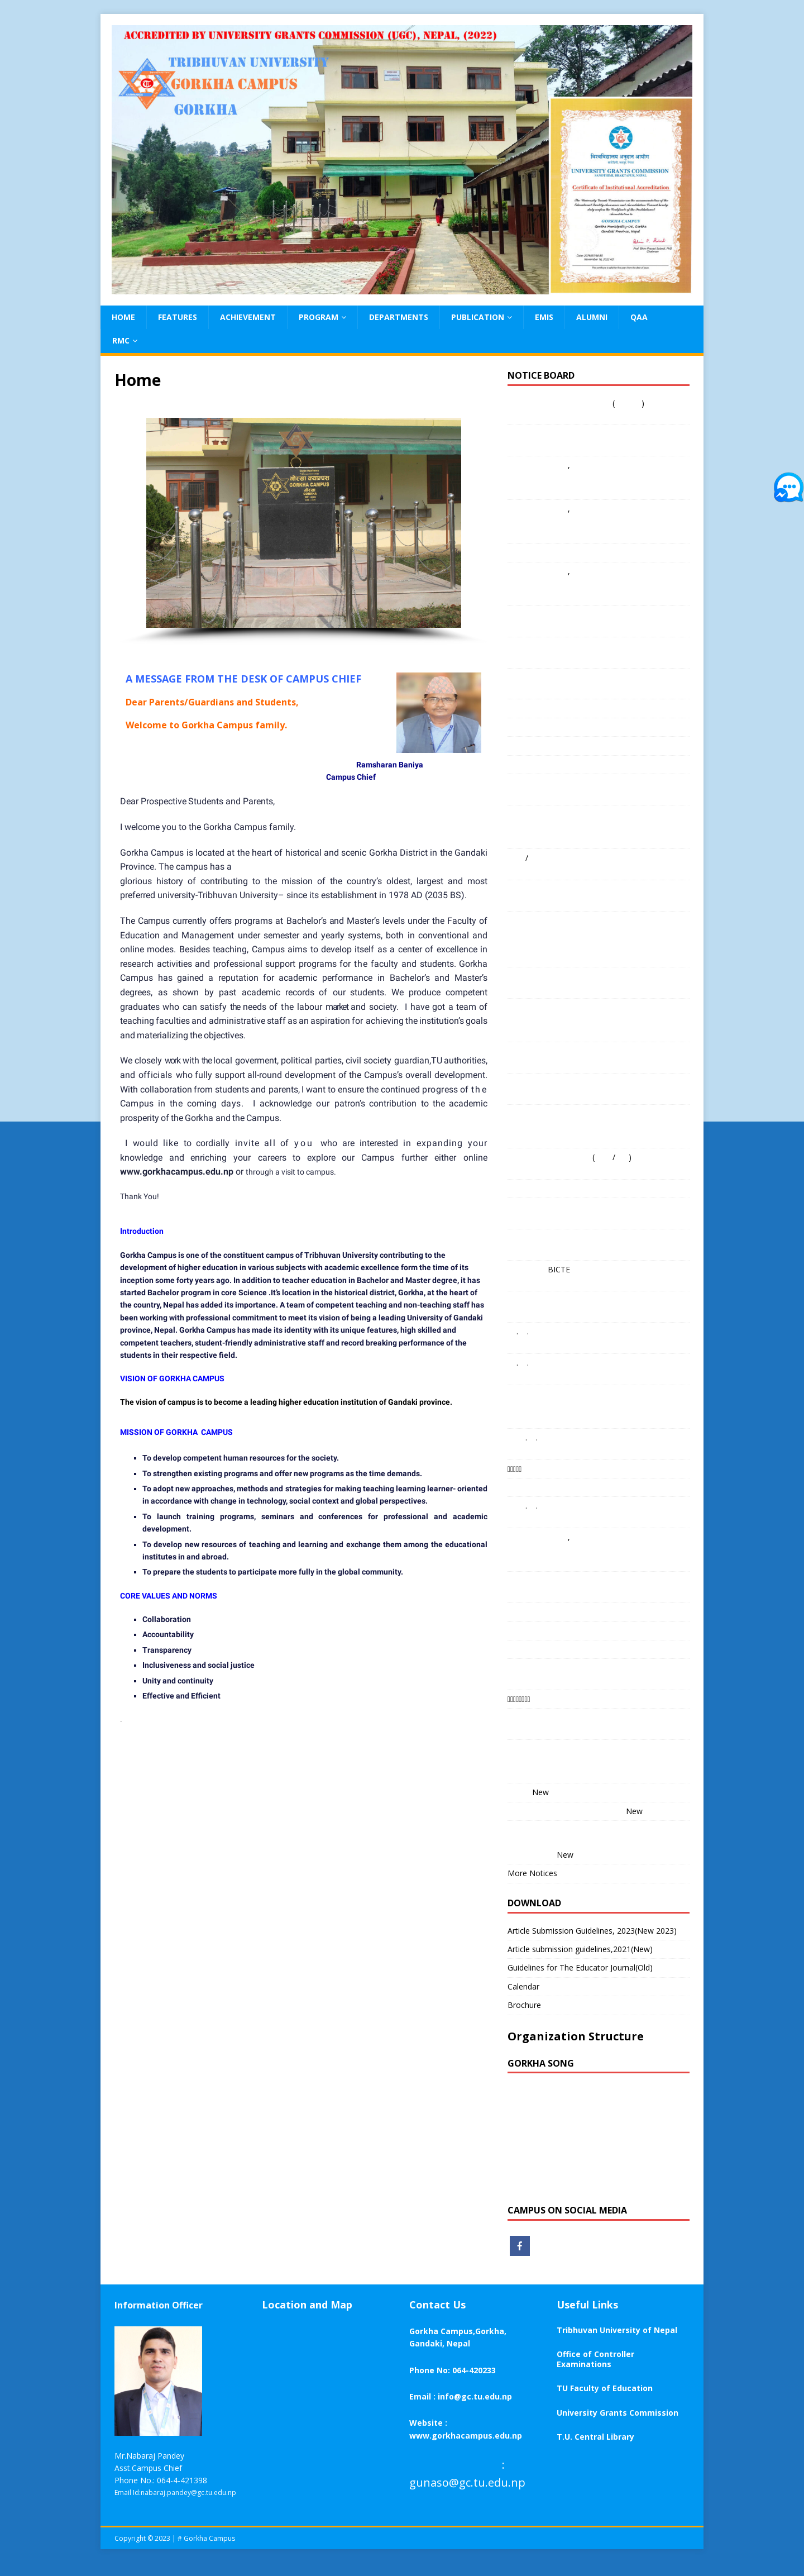 ACCREDITED BY UNIVERSITY GRANTS COMMISSION (UGC), NEPAL, (2022)
TRIBHUVAN UNIVERSITY
GORKHA CAMPUS
GORKHA
विश्वविद्यालय अनुदान आयोग
UNIVERSITY GRANTS COMMISSION
Certificate of Institutional Accreditation
GORKHA CAMPUS
HOME FEATURES ACHIEVEMENT PROGRAM DEPARTMENTS PUBLICATION EMIS ALUMNI QAA
RMC
Home
गोरखा क्याम्पस
GORKHA CAMPUS
A MESSAGE FROM THE DESK OF CAMPUS CHIEF
Dear Parents/Guardians and Students,
Welcome to Gorkha Campus family.
Ramsharan Baniya
Campus Chief
Dear Prospective Students and Parents,
I welcome you to the Gorkha Campus family.
Gorkha Campus is located at the heart of historical and scenic Gorkha District in the Gandaki
Province. The campus has a
glorious history of contributing to the mission of the country's oldest, largest and most
preferred university-Tribhuvan University– since its establishment in 1978 AD (2035 BS).
The Campus currently offers programs at Bachelor's and Master's levels under the Faculty of
Education and Management under semester and yearly systems, both in conventional and
online modes. Besides teaching, Campus aims to develop itself as a center of excellence in
research activities and professional support programs for the faculty and students. Gorkha
Campus has gained a reputation for academic performance in Bachelor's and Master's
degrees, as shown by past academic records of our students. We produce competent
graduates who can satisfy the needs of the labour market and society. I have got a team of
teaching faculties and administrative staff as an aspiration for achieving the institution's goals
and materializing the objectives.
We closely work with the local goverment, political parties, civil society guardian,TU authorities,
and officials who fully support all-round development of the Campus's overall development.
With collaboration from students and parents, I want to ensure the continued progress of the
Campus in the coming days. I acknowledge our patron's contribution to the academic
prosperity of the Gorkha and the Campus.
I would like to cordially invite all of you who are interested in expanding your
knowledge and enriching your careers to explore our Campus further either online
www.gorkhacampus.edu.np or through a visit to campus.
Thank You!
Introduction
Gorkha Campus is one of the constituent campus of Tribhuvan University contributing to the
development of higher education in various subjects with academic excellence form the time of its
inception some forty years ago. In addition to teacher education in Bachelor and Master degree, it has
started Bachelor program in core Science .It's location in the historical district, Gorkha, at the heart of
the country, Nepal has added its importance. A team of competent teaching and non-teaching staff has
been working with professional commitment to meet its vision of being a leading University of Gandaki
province, Nepal. Gorkha Campus has made its identity with its unique features, high skilled and
competent teachers, student-friendly administrative staff and record breaking performance of the
students in their respective field.
VISION OF GORKHA CAMPUS
The vision of campus is to become a leading higher education institution of Gandaki province.
MISSION OF GORKHA CAMPUS
To develop competent human resources for the society.
To strengthen existing programs and offer new programs as the time demands.
To adopt new approaches, methods and strategies for making teaching learning learner- oriented
in accordance with change in technology, social context and global perspectives.
To launch training programs, seminars and conferences for professional and academic
development.
To develop new resources of teaching and learning and exchange them among the educational
institutes in and abroad.
To prepare the students to participate more fully in the global community.
CORE VALUES AND NORMS
Collaboration
Accountability
Transparency
Inclusiveness and social justice
Unity and continuity
Effective and Efficient
.
NOTICE BOARD
( )
,
,
,
/
( / )
BICTE
. .
. .
. .
. .
,
New
New
New
More Notices
DOWNLOAD
Article Submission Guidelines, 2023(New 2023)
Article submission guidelines,2021(New)
Guidelines for The Educator Journal(Old)
Calendar
Brochure
Organization Structure
GORKHA SONG
CAMPUS ON SOCIAL MEDIA
Information Officer
Mr.Nabaraj Pandey
Asst.Campus Chief
Phone No.: 064-4-421398
Email Id:nabaraj.pandey@gc.tu.edu.np
Location and Map
Contact Us
Gorkha Campus,Gorkha,
Gandaki, Nepal
Phone No: 064-420233
Email : info@gc.tu.edu.np
Website :
www.gorkhacampus.edu.np
:
gunaso@gc.tu.edu.np
Useful Links
Tribhuvan University of Nepal
Office of Controller
Examinations
TU Faculty of Education
University Grants Commission
T.U. Central Library
Copyright © 2023 | # Gorkha Campus